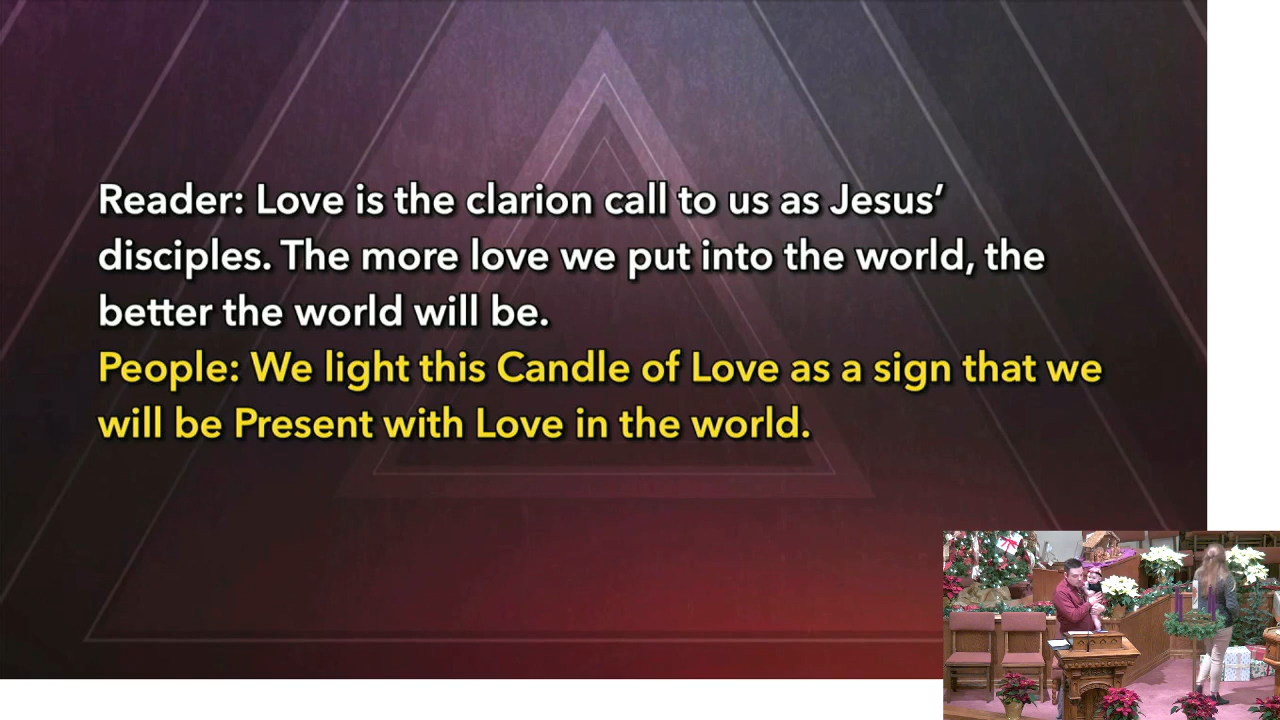 Reader: Love is the clarion call to us as Jesus’
disciples. The more love we put into the world, the
better the world will be.
People: We light this Candle of Love as a sign that we
will be Present with Love in the world.